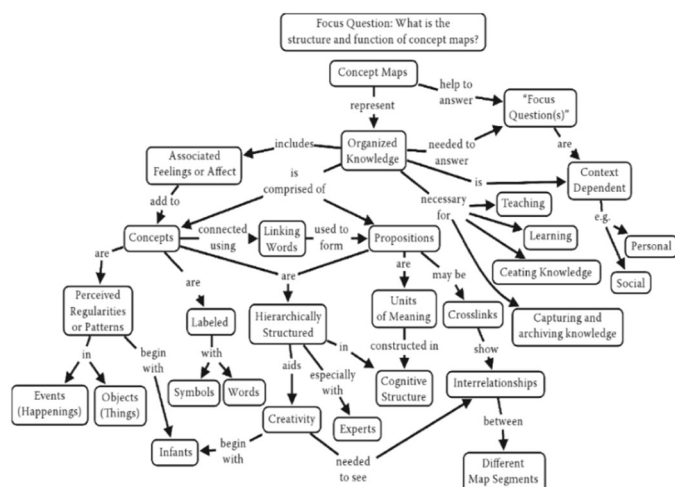 Focus Question: What is the
structure and function of concept maps?
Concept Maps
help to
answer
represent
"Focus
Question(s)"
Organized
Knowledge
includes
needed to
answer
are
Associated
Feelings or Affect
is
comprised of
is
Context
Dependent
add to
necessary
for
Teaching
e.g.
Concepts
connected
using
Linking
Words
used to
form
Propositions
Learning
Personal
are
are
are
are
may be
Ceating Knowledge
Social
Perceived
Regularities
or Patterns
Labeled
Hierarchically
Structured
Units
of Meaning
Crosslinks
Capturing and
archiving knowledge
in
begin
with
with
aids
especially
with
in
constructed in
show
Events
(Happenings)
Objects
(Things)
Symbols
Words
Cognitive
Structure
Interrelationships
Creativity
Experts
between
Infants
begin
with
needed
to see
Different
Map Segments